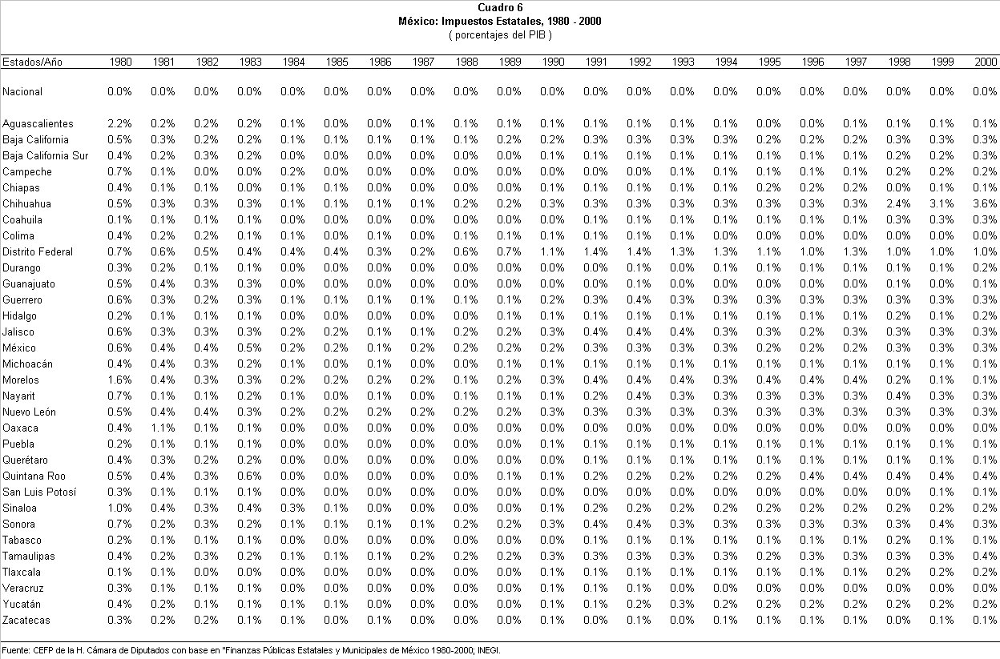 Cuadro 6
México: Impuestos Estatales, 1980 - 2000
( porcentajes del PIB )
Estados/Año 1980 1981 1982 1983 1984 1985 1986 1987 1988 1989 1990 1991 1992 1993 1994 1995 1996 1997 1998 1999 2000
Nacional 0.0% 0.0% 0.0% 0.0% 0.0% 0.0% 0.0% 0.0% 0.0% 0.0% 0.0% 0.0% 0.0% 0.0% 0.0% 0.0% 0.0% 0.0% 0.0% 0.0% 0.0%
Aguascalientes 2.2% 0.2% 0.2% 0.2% 0.1% 0.0% 0.0% 0.1% 0.1% 0.1% 0.1% 0.1% 0.1% 0.1% 0.1% 0.0% 0.0% 0.1% 0.1% 0.1% 0.1%
Baja California 0.5% 0.3% 0.2% 0.2% 0.1% 0.1% 0.1% 0.1% 0.1% 0.2% 0.2% 0.3% 0.3% 0.3% 0.3% 0.2% 0.2% 0.2% 0.3% 0.3% 0.3%
Baja California Sur 0.4% 0.2% 0.3% 0.2% 0.0% 0.0% 0.0% 0.0% 0.0% 0.0% 0.1% 0.1% 0.1% 0.1% 0.1% 0.1% 0.1% 0.1% 0.2% 0.2% 0.3%
Campeche 0.7% 0.1% 0.0% 0.0% 0.2% 0.0% 0.0% 0.0% 0.0% 0.0% 0.0% 0.0% 0.0% 0.1% 0.1% 0.1% 0.1% 0.1% 0.2% 0.2% 0.2%
Chiapas 0.4% 0.1% 0.1% 0.0% 0.1% 0.1% 0.0% 0.0% 0.0% 0.0% 0.1% 0.1% 0.1% 0.1% 0.1% 0.2% 0.2% 0.2% 0.0% 0.1% 0.1%
Chihuahua 0.5% 0.3% 0.3% 0.3% 0.1% 0.1% 0.1% 0.1% 0.2% 0.2% 0.3% 0.3% 0.3% 0.3% 0.3% 0.3% 0.3% 0.3% 2.4% 3.1% 3.6%
Coahuila 0.1% 0.1% 0.1% 0.1% 0.0% 0.0% 0.0% 0.0% 0.0% 0.0% 0.0% 0.1% 0.1% 0.1% 0.1% 0.1% 0.1% 0.1% 0.3% 0.3% 0.3%
Colima 0.4% 0.2% 0.2% 0.1% 0.1% 0.0% 0.1% 0.0% 0.1% 0.1% 0.1% 0.1% 0.1% 0.1% 0.0% 0.0% 0.0% 0.0% 0.0% 0.0% 0.0%
Distrito Federal 0.7% 0.6% 0.5% 0.4% 0.4% 0.4% 0.3% 0.2% 0.6% 0.7% 1.1% 1.4% 1.4% 1.3% 1.3% 1.1% 1.0% 1.3% 1.0% 1.0% 1.0%
Durango 0.3% 0.2% 0.1% 0.1% 0.0% 0.0% 0.0% 0.0% 0.0% 0.0% 0.0% 0.0% 0.1% 0.0% 0.1% 0.1% 0.1% 0.1% 0.1% 0.1% 0.2%
Guanajuato 0.5% 0.4% 0.3% 0.3% 0.0% 0.0% 0.0% 0.0% 0.0% 0.0% 0.0% 0.0% 0.1% 0.0% 0.0% 0.0% 0.0% 0.0% 0.1% 0.0% 0.1%
Guerrero 0.6% 0.3% 0.2% 0.3% 0.1% 0.1% 0.1% 0.1% 0.1% 0.1% 0.2% 0.3% 0.4% 0.3% 0.3% 0.3% 0.3% 0.3% 0.3% 0.3% 0.3%
Hidalgo 0.2% 0.1% 0.1% 0.1% 0.0% 0.0% 0.0% 0.0% 0.0% 0.1% 0.1% 0.1% 0.1% 0.1% 0.1% 0.1% 0.1% 0.1% 0.2% 0.1% 0.2%
Jalisco 0.6% 0.3% 0.3% 0.3% 0.2% 0.2% 0.1% 0.1% 0.2% 0.2% 0.3% 0.4% 0.4% 0.4% 0.3% 0.3% 0.2% 0.3% 0.3% 0.3% 0.3%
México 0.6% 0.4% 0.4% 0.5% 0.2% 0.2% 0.1% 0.2% 0.2% 0.2% 0.2% 0.3% 0.3% 0.3% 0.3% 0.2% 0.2% 0.2% 0.3% 0.3% 0.3%
Michoacán 0.4% 0.4% 0.3% 0.2% 0.1% 0.0% 0.1% 0.0% 0.0% 0.1% 0.1% 0.1% 0.1% 0.1% 0.1% 0.1% 0.1% 0.1% 0.1% 0.1% 0.1%
Morelos 1.6% 0.4% 0.3% 0.3% 0.2% 0.2% 0.2% 0.2% 0.1% 0.2% 0.3% 0.4% 0.4% 0.4% 0.3% 0.4% 0.4% 0.4% 0.2% 0.1% 0.1%
Nayarit 0.7% 0.1% 0.1% 0.2% 0.1% 0.0% 0.1% 0.0% 0.1% 0.1% 0.1% 0.2% 0.4% 0.3% 0.3% 0.3% 0.3% 0.3% 0.4% 0.3% 0.3%
Nuevo León 0.5% 0.4% 0.4% 0.3% 0.2% 0.2% 0.2% 0.2% 0.2% 0.2% 0.3% 0.3% 0.3% 0.3% 0.3% 0.3% 0.3% 0.3% 0.3% 0.3% 0.3%
Oaxaca 0.4% 1.1% 0.1% 0.1% 0.0% 0.0% 0.0% 0.0% 0.0% 0.0% 0.0% 0.0% 0.0% 0.0% 0.0% 0.0% 0.0% 0.0% 0.0% 0.0% 0.0%
Puebla 0.2% 0.1% 0.1% 0.1% 0.0% 0.0% 0.0% 0.0% 0.0% 0.0% 0.1% 0.1% 0.1% 0.1% 0.1% 0.1% 0.1% 0.1% 0.1% 0.1% 0.1%
Querétaro 0.4% 0.3% 0.2% 0.2% 0.0% 0.0% 0.0% 0.0% 0.0% 0.0% 0.0% 0.1% 0.1% 0.1% 0.1% 0.1% 0.1% 0.1% 0.1% 0.1% 0.1%
Quintana Roo 0.5% 0.4% 0.3% 0.6% 0.0% 0.0% 0.0% 0.0% 0.0% 0.1% 0.1% 0.2% 0.2% 0.2% 0.2% 0.2% 0.4% 0.4% 0.4% 0.4% 0.4%
San Luis Potosí 0.3% 0.1% 0.1% 0.1% 0.0% 0.0% 0.0% 0.0% 0.0% 0.0% 0.0% 0.0% 0.0% 0.0% 0.0% 0.0% 0.0% 0.0% 0.0% 0.1% 0.1%
Sinaloa 1.0% 0.4% 0.3% 0.4% 0.3% 0.1% 0.0% 0.0% 0.0% 0.0% 0.1% 0.2% 0.2% 0.2% 0.2% 0.2% 0.2% 0.2% 0.2% 0.2% 0.2%
Sonora 0.7% 0.2% 0.3% 0.2% 0.1% 0.1% 0.1% 0.1% 0.2% 0.2% 0.3% 0.4% 0.4% 0.3% 0.3% 0.3% 0.3% 0.3% 0.3% 0.4% 0.3%
Tabasco 0.2% 0.1% 0.1% 0.1% 0.0% 0.0% 0.0% 0.0% 0.0% 0.0% 0.0% 0.1% 0.1% 0.1% 0.1% 0.1% 0.1% 0.1% 0.2% 0.1% 0.1%
Tamaulipas 0.4% 0.2% 0.3% 0.2% 0.1% 0.1% 0.1% 0.2% 0.2% 0.2% 0.3% 0.3% 0.3% 0.3% 0.3% 0.2% 0.3% 0.3% 0.3% 0.3% 0.4%
Tlaxcala 0.1% 0.1% 0.0% 0.0% 0.0% 0.0% 0.0% 0.0% 0.0% 0.0% 0.1% 0.1% 0.1% 0.1% 0.1% 0.1% 0.1% 0.1% 0.2% 0.2% 0.2%
Veracruz 0.3% 0.1% 0.1% 0.1% 0.0% 0.0% 0.0% 0.0% 0.0% 0.0% 0.1% 0.1% 0.1% 0.0% 0.0% 0.0% 0.0% 0.0% 0.0% 0.0% 0.0%
Yucatán 0.4% 0.2% 0.1% 0.1% 0.1% 0.1% 0.0% 0.0% 0.0% 0.0% 0.1% 0.1% 0.2% 0.3% 0.2% 0.2% 0.2% 0.2% 0.2% 0.2% 0.2%
Zacatecas 0.3% 0.2% 0.2% 0.1% 0.1% 0.0% 0.1% 0.0% 0.0% 0.0% 0.1% 0.0% 0.1% 0.0% 0.1% 0.1% 0.1% 0.1% 0.0% 0.1% 0.1%
Fuente: CEFP de la H. Cámara de Diputados con base en "Finanzas Públicas Estatales y Municipales de México 1980-2000; INEGI.